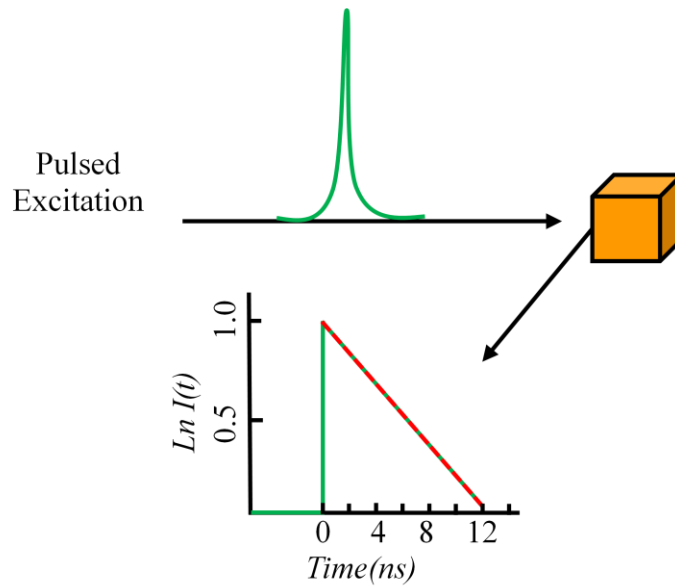 Pulsed
Excitation
Ln I(t)
1.0
0.5
0 4 8 12
Time(ns)